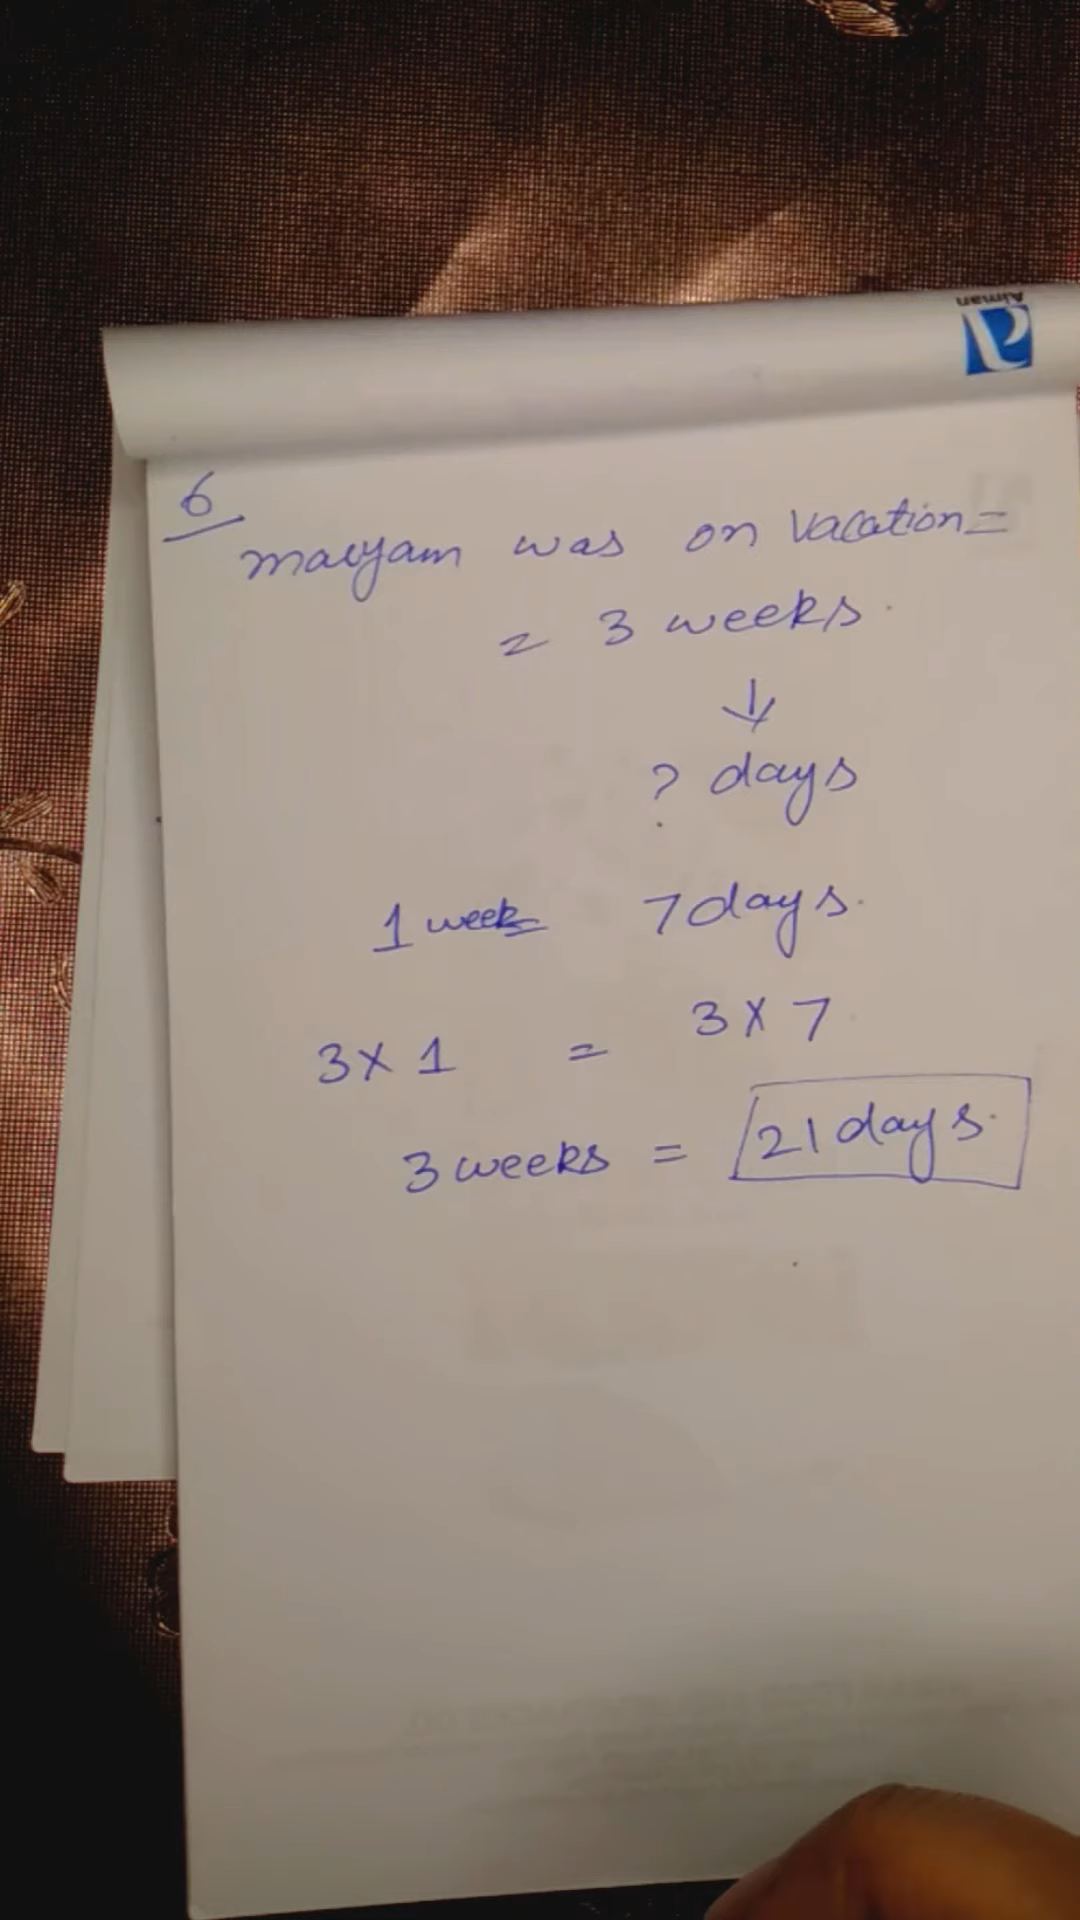 Aiman
6
maryam was on vacation =
= 3 weeks.
↓
? days
1 week 7 days.
3 x 1 = 3 x 7
3 weeks = 21 days.